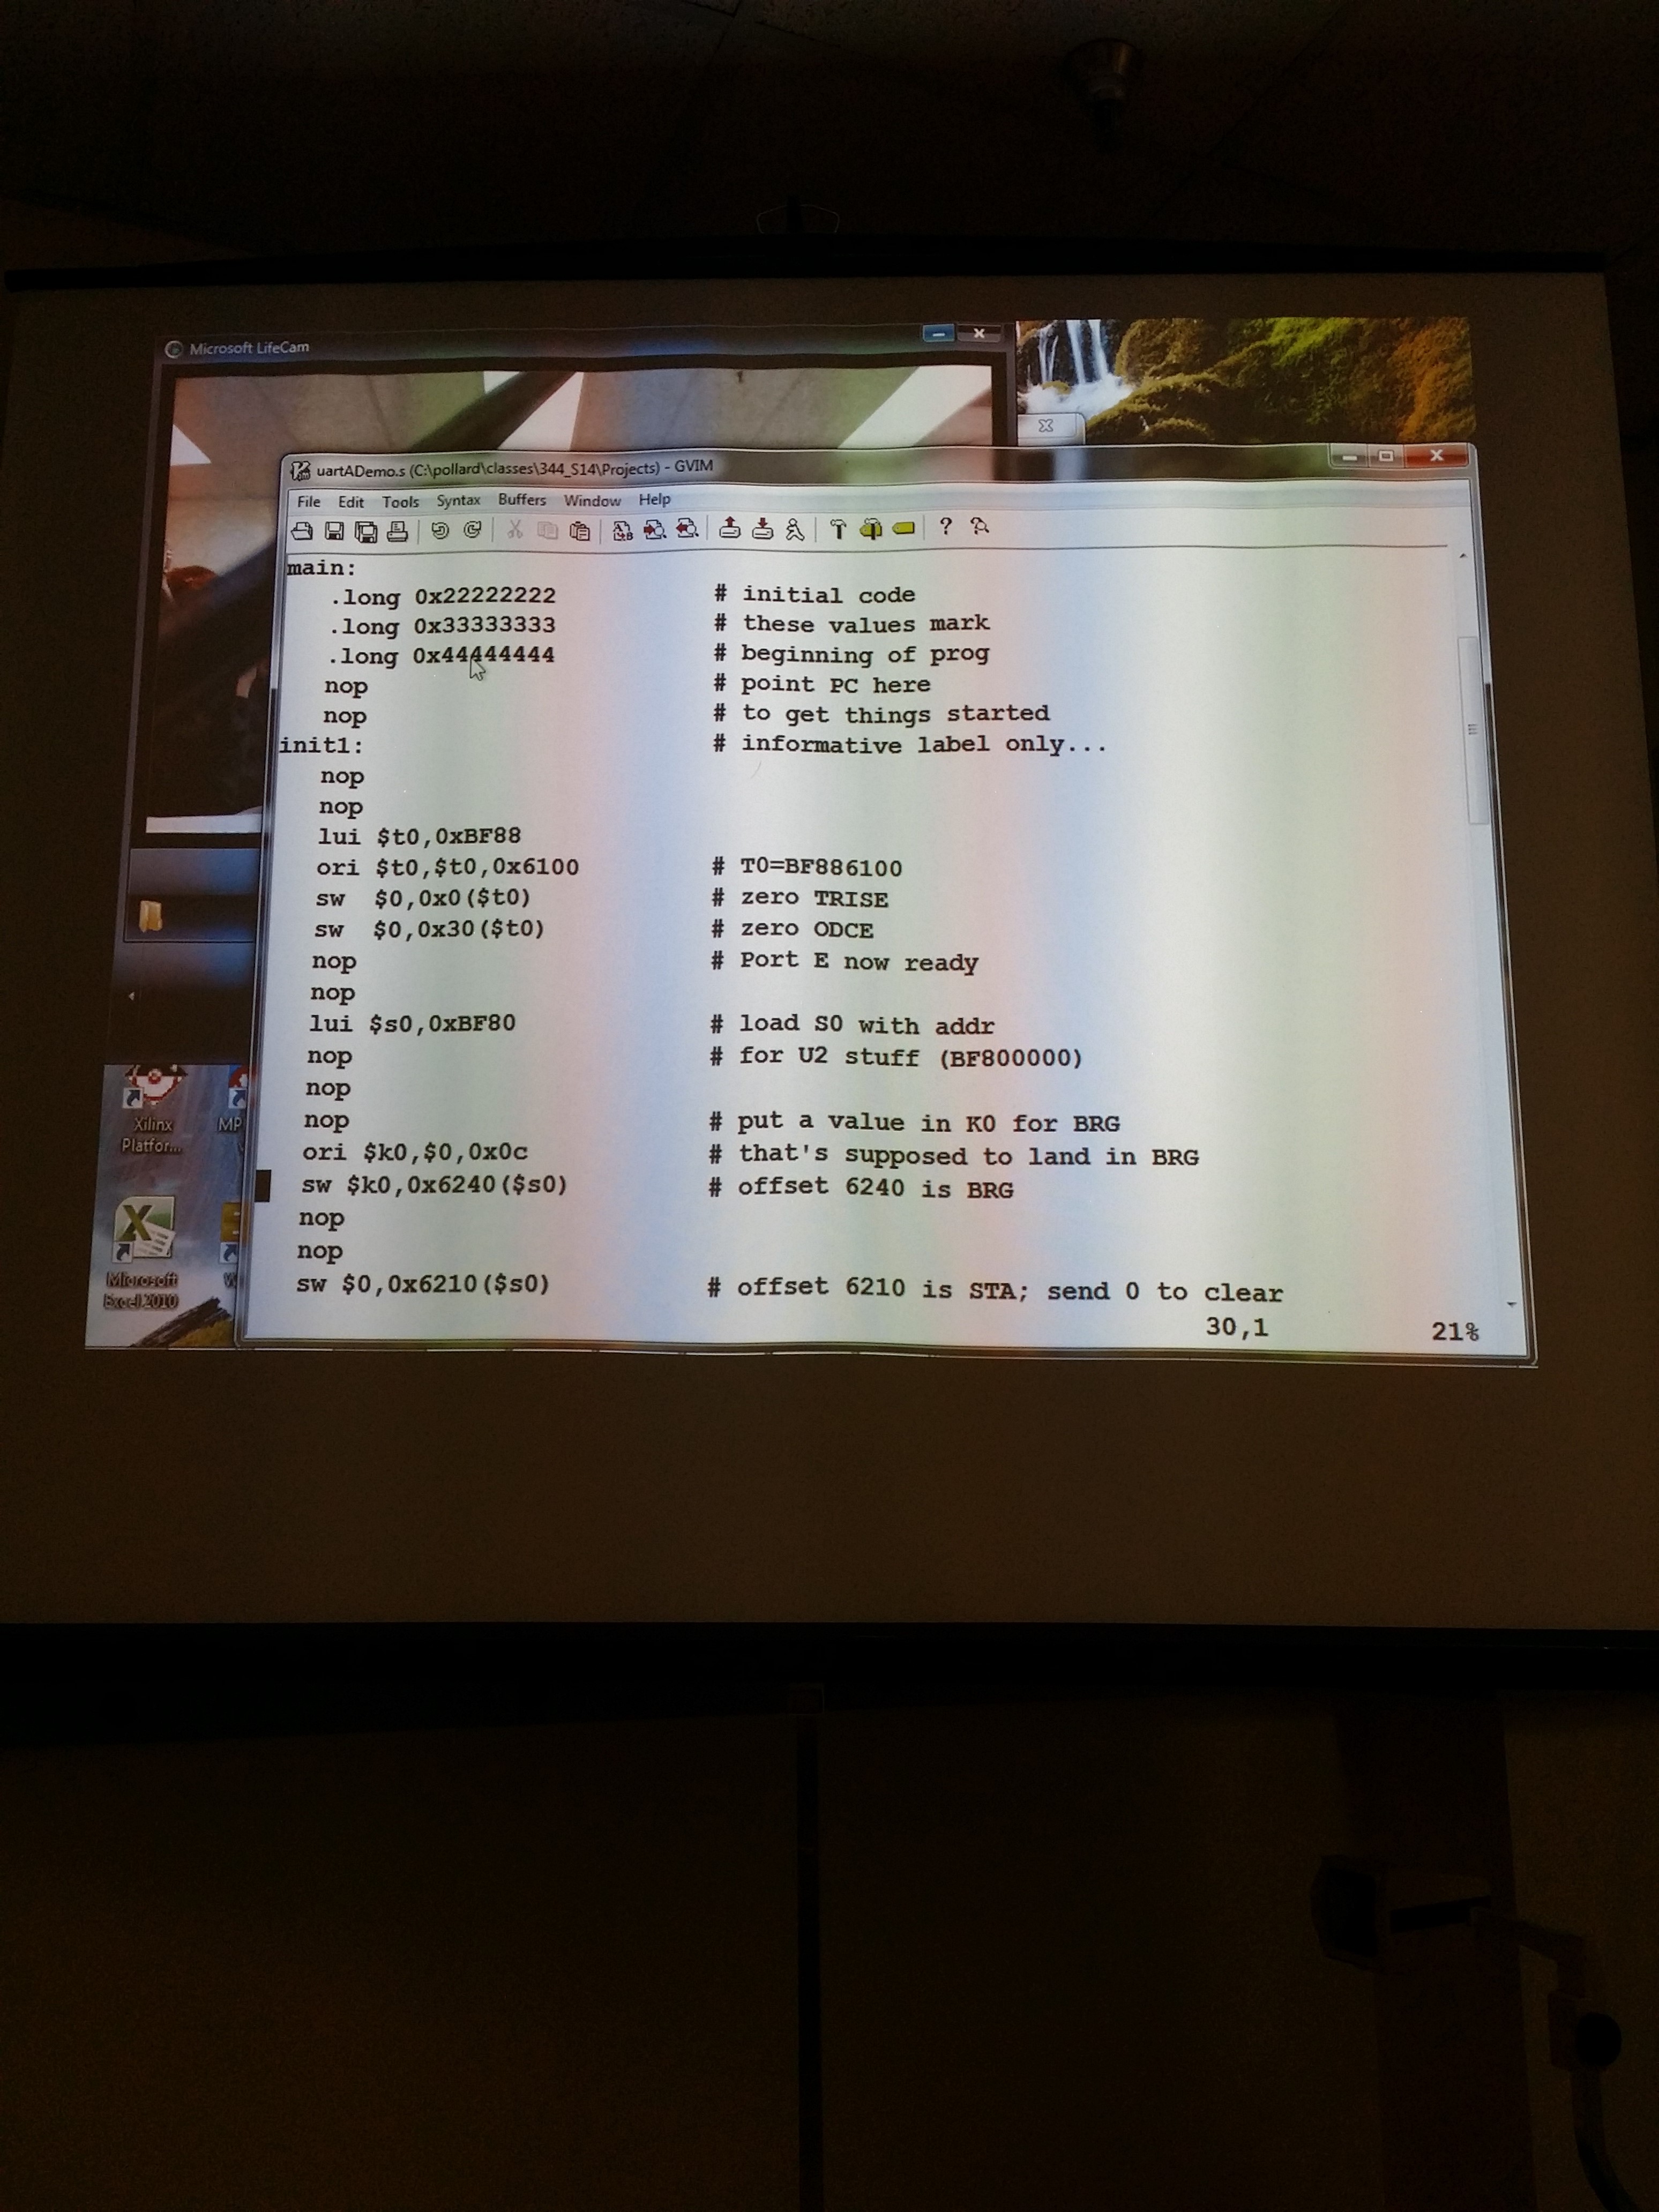 Microsoft LifeCam
uartADemo.s (C:\pollard\classes\344_S14\Projects) - GVIM
File Edit Tools Syntax Buffers Window Help
main:
.long 0x22222222 # initial code
.long 0x33333333 # these values mark
.long 0x44444444 # beginning of prog
nop # point PC here
nop # to get things started
init1: # informative label only...
nop
nop
lui $t0,0xBF88
ori $t0,$t0,0x6100 # T0=BF886100
sw $0,0x0($t0) # zero TRISE
sw $0,0x30($t0) # zero ODCE
nop # Port E now ready
nop
lui $s0,0xBF80 # load S0 with addr
nop # for U2 stuff (BF800000)
nop
nop # put a value in K0 for BRG
ori $k0,$0,0x0c # that's supposed to land in BRG
sw $k0,0x6240($s0) # offset 6240 is BRG
nop
nop
sw $0,0x6210($s0) # offset 6210 is STA; send 0 to clear
30,1 21%
Xilinx MP
Platfor...
Microsoft W
Excel 2010